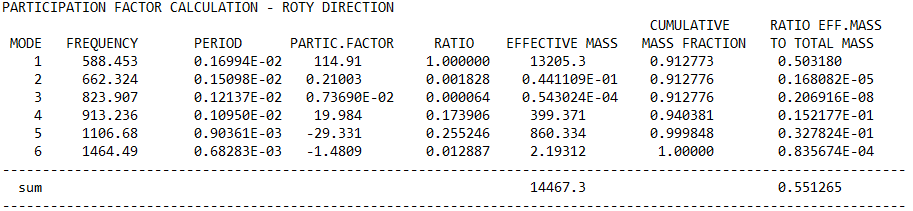 PARTICIPATION FACTOR CALCULATION - ROTY DIRECTION
CUMULATIVE RATIO EFF.MASS
MODE FREQUENCY PERIOD PARTIC.FACTOR RATIO EFFECTIVE MASS MASS FRACTION TO TOTAL MASS
1 588.453 0.16994E-02 114.91 1.000000 13205.3 0.912773 0.503180
2 662.324 0.15098E-02 0.21003 0.001828 0.441109E-01 0.912776 0.168082E-05
3 823.907 0.12137E-02 0.73690E-02 0.000064 0.543024E-04 0.912776 0.206916E-08
4 913.236 0.10950E-02 19.984 0.173906 399.371 0.940381 0.152177E-01
5 1106.68 0.90361E-03 -29.331 0.255246 860.334 0.999848 0.327824E-01
6 1464.49 0.68283E-03 -1.4809 0.012887 2.19312 1.00000 0.835674E-04
sum 14467.3 0.551265